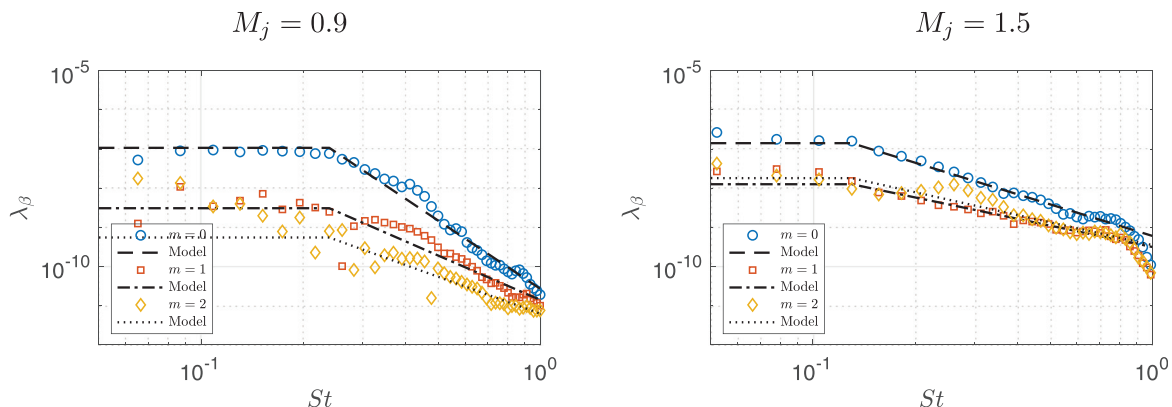 M_j = 0.9
10^-5
10^-10
λ_β
m = 0
Model
m = 1
Model
m = 2
Model
10^-1
10^0
St
M_j = 1.5
10^-5
10^-10
λ_β
m = 0
Model
m = 1
Model
m = 2
Model
10^-1
10^0
St